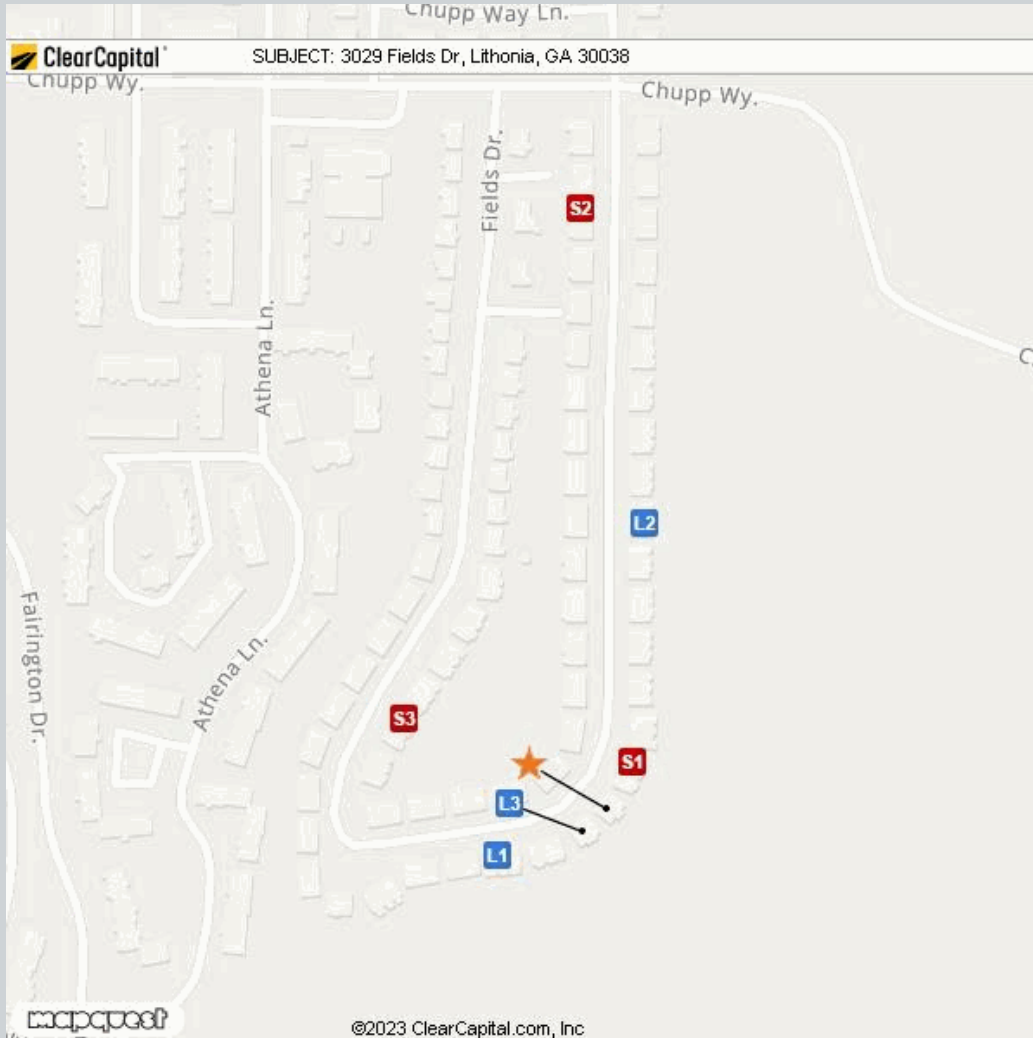 Chupp Way Ln.
ClearCapital
SUBJECT: 3029 Fields Dr, Lithonia, GA 30038
Chupp Wy.
Chupp Wy.
Fields Dr.
S2
Athena Ln.
L2
Fairington Dr.
Athena Ln.
S3
S1
L3
L1
mapquest
©2023 ClearCapital.com, Inc